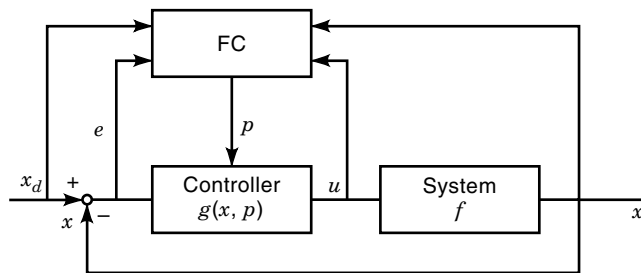 FC
e
p
x_d
+
Controller
g(x, p)
u
System
f
x
−
x